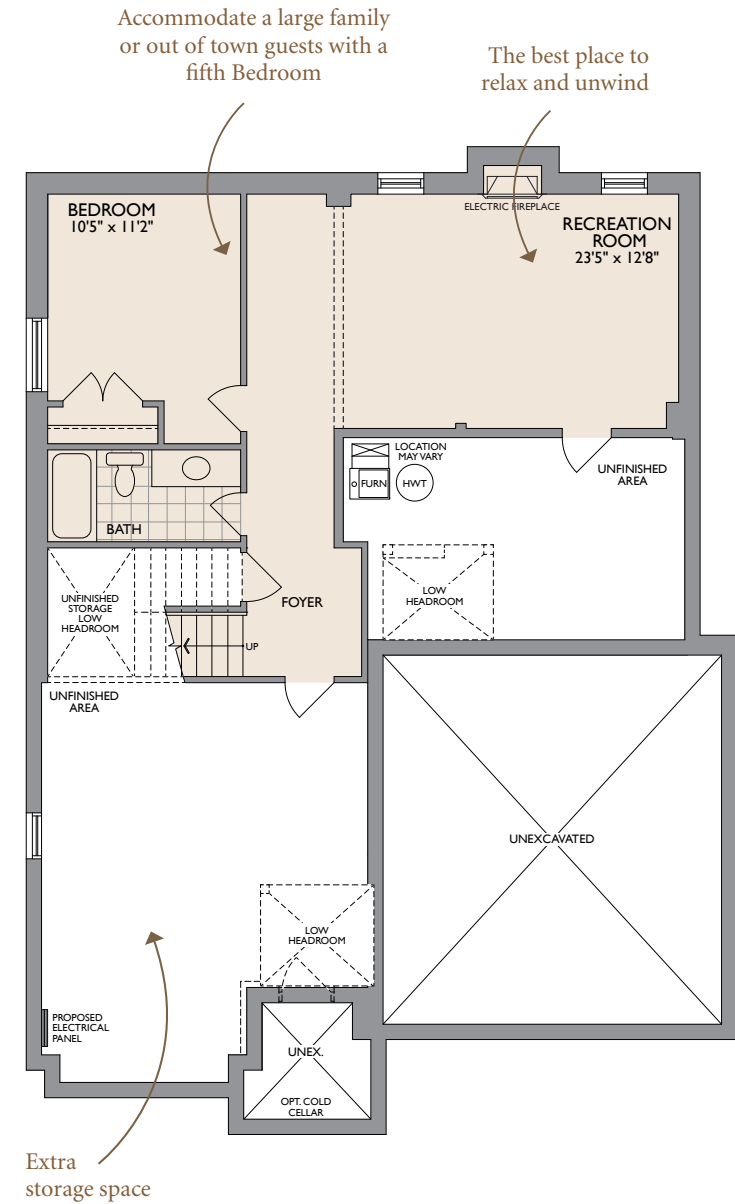 Accommodate a large family
or out of town guests with a
fifth Bedroom
The best place to
relax and unwind
BEDROOM
10'5" x 11'2"
ELECTRIC FIREPLACE
RECREATION
ROOM
23'5" x 12'8"
LOCATION
MAY VARY
FURN
HWT
UNFINISHED
AREA
BATH
UNFINISHED
STORAGE
LOW
HEADROOM
FOYER
LOW
HEADROOM
UP
UNFINISHED
AREA
UNEXCAVATED
LOW
HEADROOM
PROPOSED
ELECTRICAL
PANEL
UNEX.
OPT. COLD
CELLAR
Extra
storage space